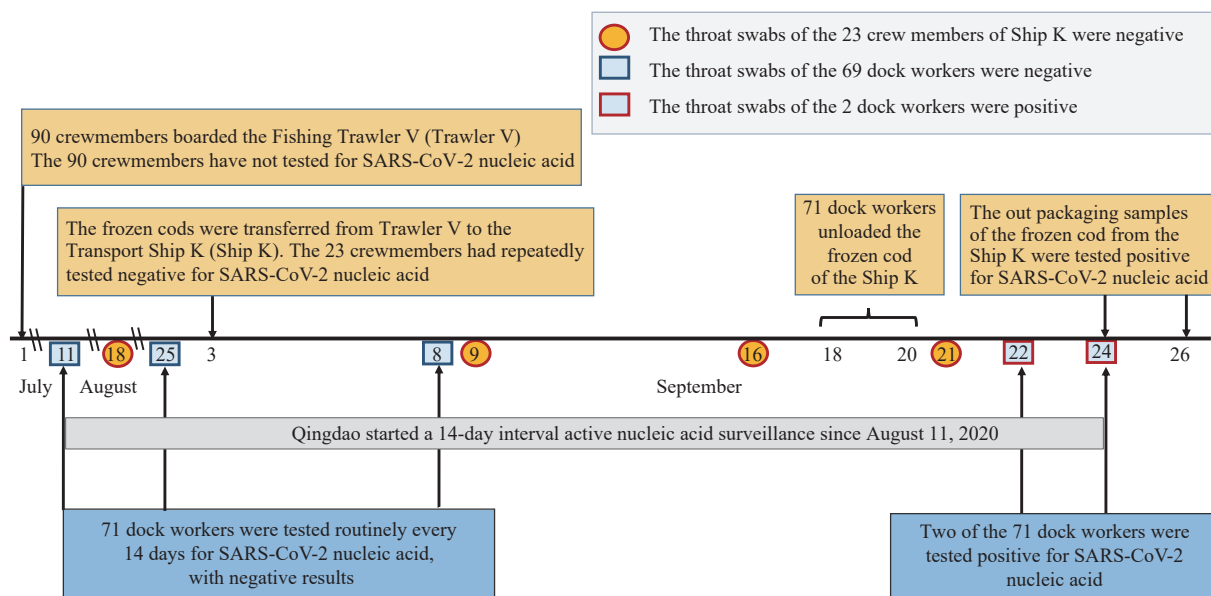 The throat swabs of the 23 crew members of Ship K were negative
The throat swabs of the 69 dock workers were negative
The throat swabs of the 2 dock workers were positive
90 crewmembers boarded the Fishing Trawler V (Trawler V)
The 90 crewmembers have not tested for SARS-CoV-2 nucleic acid
The frozen cods were transferred from Trawler V to the
Transport Ship K (Ship K). The 23 crewmembers had repeatedly
tested negative for SARS-CoV-2 nucleic acid
71 dock workers
unloaded the
frozen cod
of the Ship K
The out packaging samples
of the frozen cod from the
Ship K were tested positive
for SARS-CoV-2 nucleic acid
1 11 18 25 3 8 9 16 18 20 21 22 24 26
July August September
Qingdao started a 14-day interval active nucleic acid surveillance since August 11, 2020
71 dock workers were tested routinely every
14 days for SARS-CoV-2 nucleic acid,
with negative results
Two of the 71 dock workers were
tested positive for SARS-CoV-2
nucleic acid